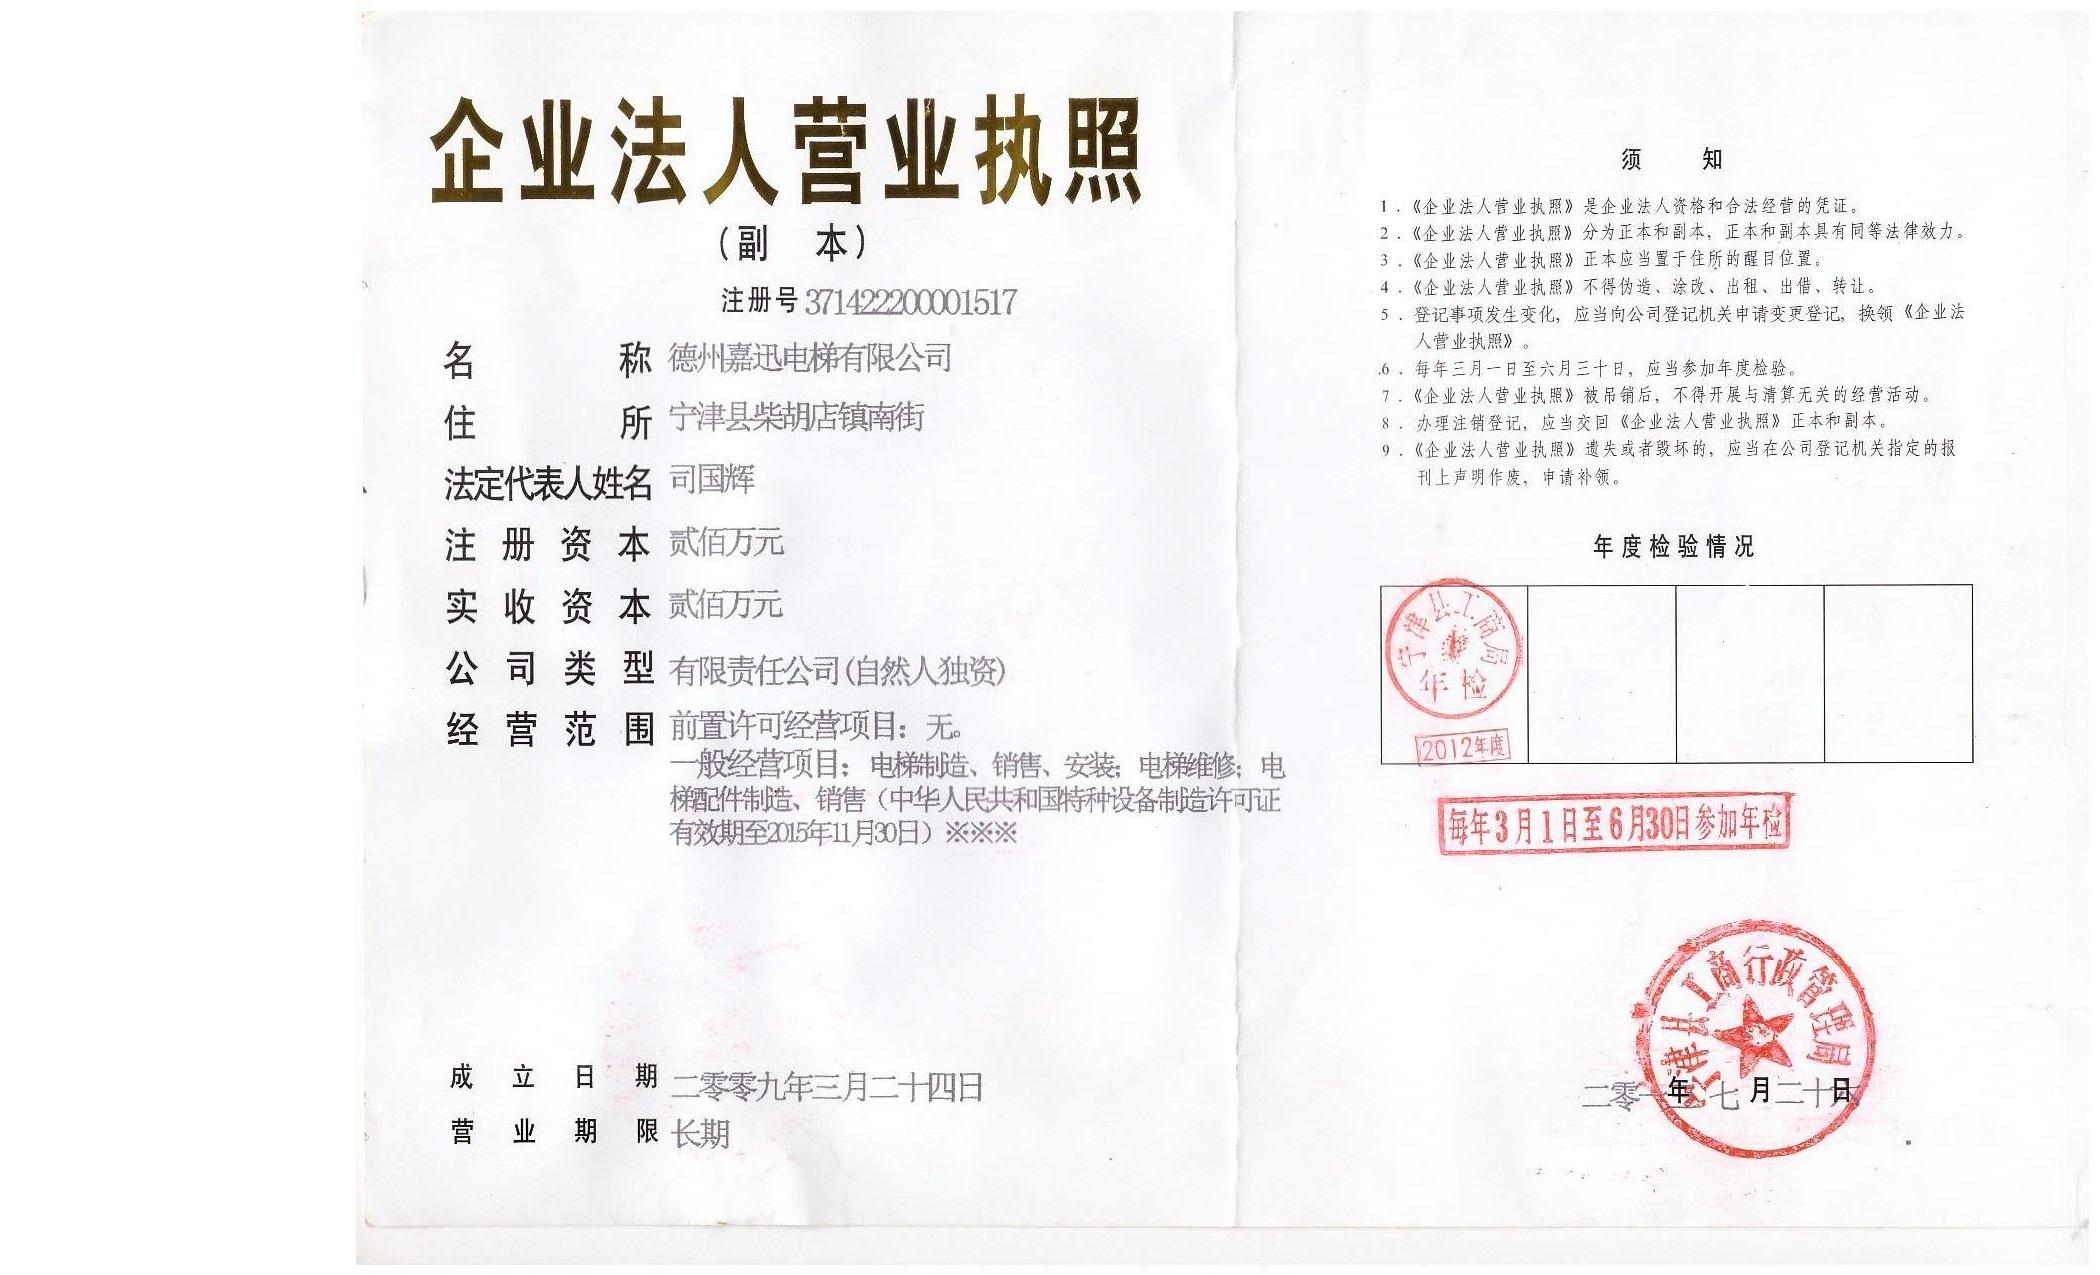 企业法人营业执照
（副 本）
注册号 371422200001517
名称 德州嘉迅电梯有限公司
住所 宁津县柴胡店镇南街
法定代表人姓名 司国辉
注册资本 贰佰万元
实收资本 贰佰万元
公司类型 有限责任公司(自然人独资)
经营范围 前置许可经营项目：无。
一般经营项目：电梯制造、销售、安装；电梯维修；电
梯配件制造、销售（中华人民共和国特种设备制造许可证
有效期至2015年11月30日）※※※
成立日期 二零零九年三月二十四日
营业期限 长期
须 知
1．《企业法人营业执照》是企业法人资格和合法经营的凭证。
2．《企业法人营业执照》分为正本和副本，正本和副本具有同等法律效力。
3．《企业法人营业执照》正本应当置于住所的醒目位置。
4．《企业法人营业执照》不得伪造、涂改、出租、出借、转让。
5．登记事项发生变化，应当向公司登记机关申请变更登记，换领《企业法
人营业执照》。
6．每年三月一日至六月三十日，应当参加年度检验。
7．《企业法人营业执照》被吊销后，不得开展与清算无关的经营活动。
8．办理注销登记，应当交回《企业法人营业执照》正本和副本。
9．《企业法人营业执照》遗失或者毁坏的，应当在公司登记机关指定的报
刊上声明作废，申请补领。
年度检验情况
宁津县工商局
年检
2012年度
每年3月1日至6月30日参加年检
宁津县工商行政管理局
二零一 年 七 月 二十 日